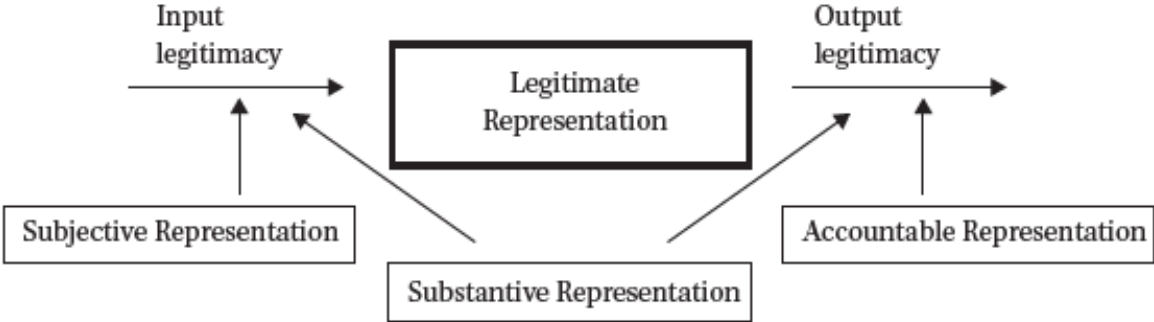 Input
legitimacy
Legitimate
Representation
Output
legitimacy
Subjective Representation
Substantive Representation
Accountable Representation